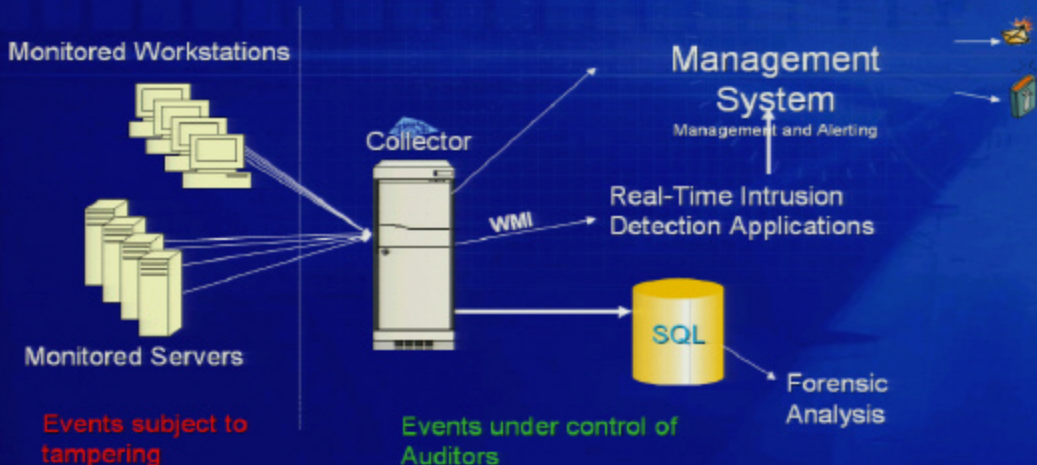 Monitored Workstations
Management
System
Management and Alerting
Collector
Real-Time Intrusion
Detection Applications
WMI
SQL
Monitored Servers
Forensic
Analysis
Events subject to
tampering
Events under control of
Auditors